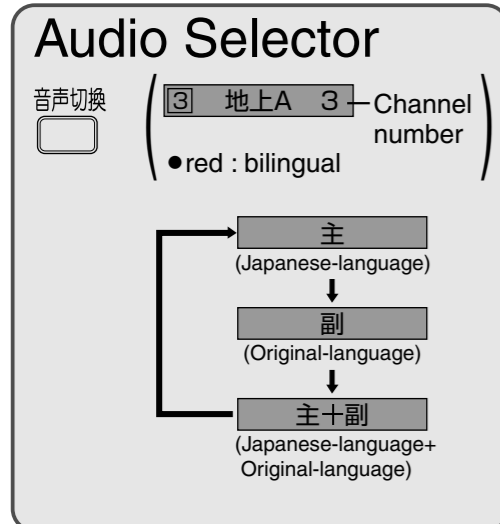 Audio Selector
音声切換
3 地上A 3 Channel
number
●red : bilingual
主
(Japanese-language)
副
(Original-language)
主+副
(Japanese-language+
Original-language)